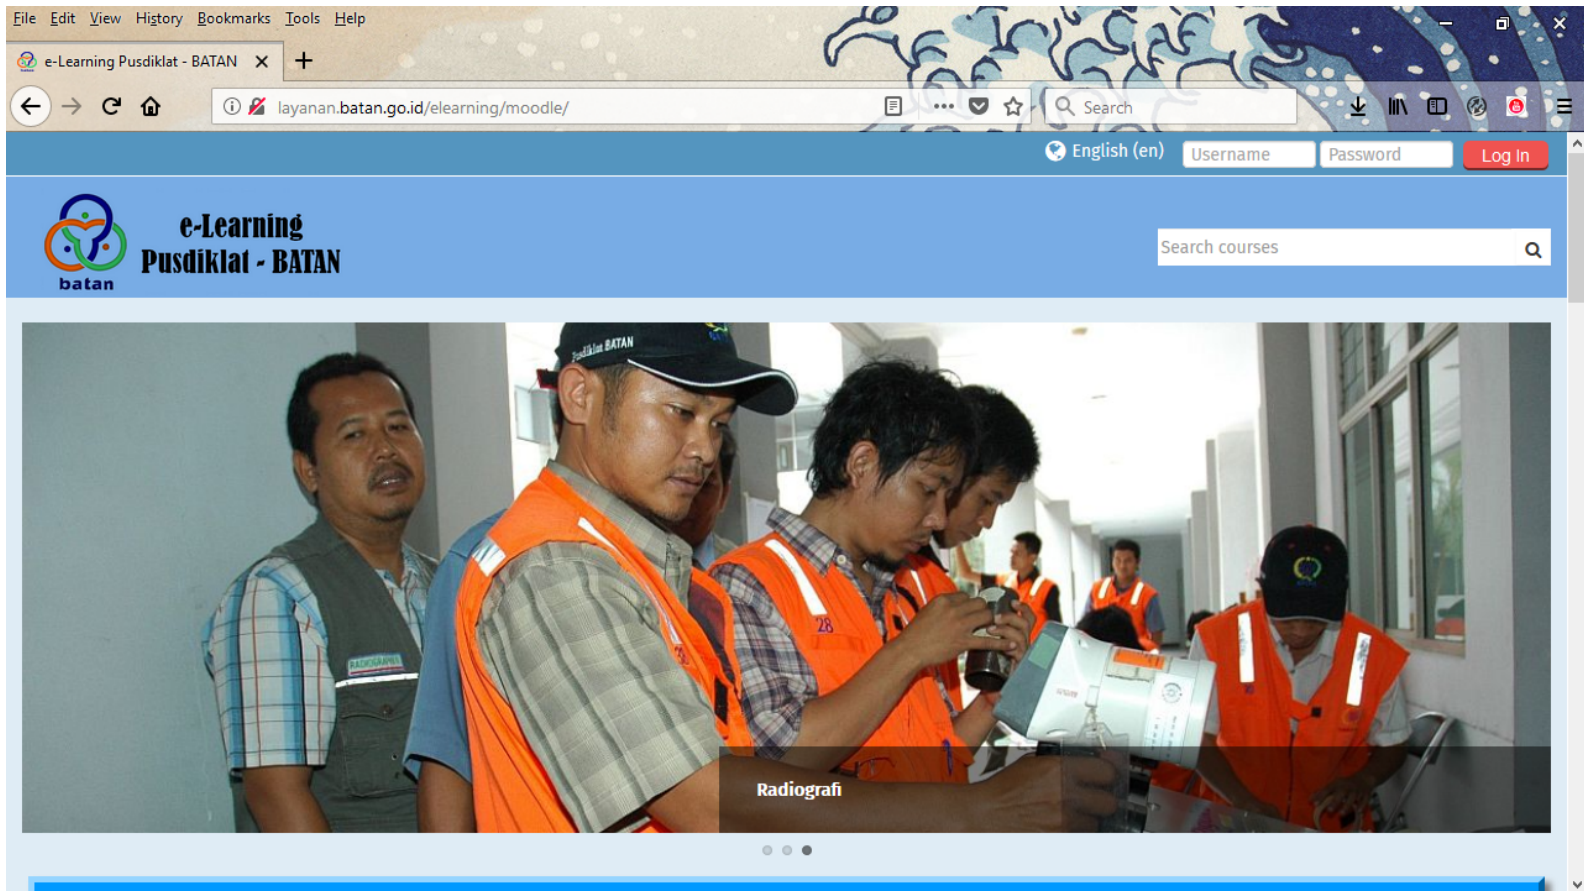 File Edit View History Bookmarks Tools Help
e-Learning Pusdiklat - BATAN
layanan.batan.go.id/elearning/moodle/
Search
English (en)
Username
Password
Log In
batan
e-Learning
Pusdiklat - BATAN
Search courses
Pusdiklat BATAN
RADIOGRAPHER
28
Radiografi